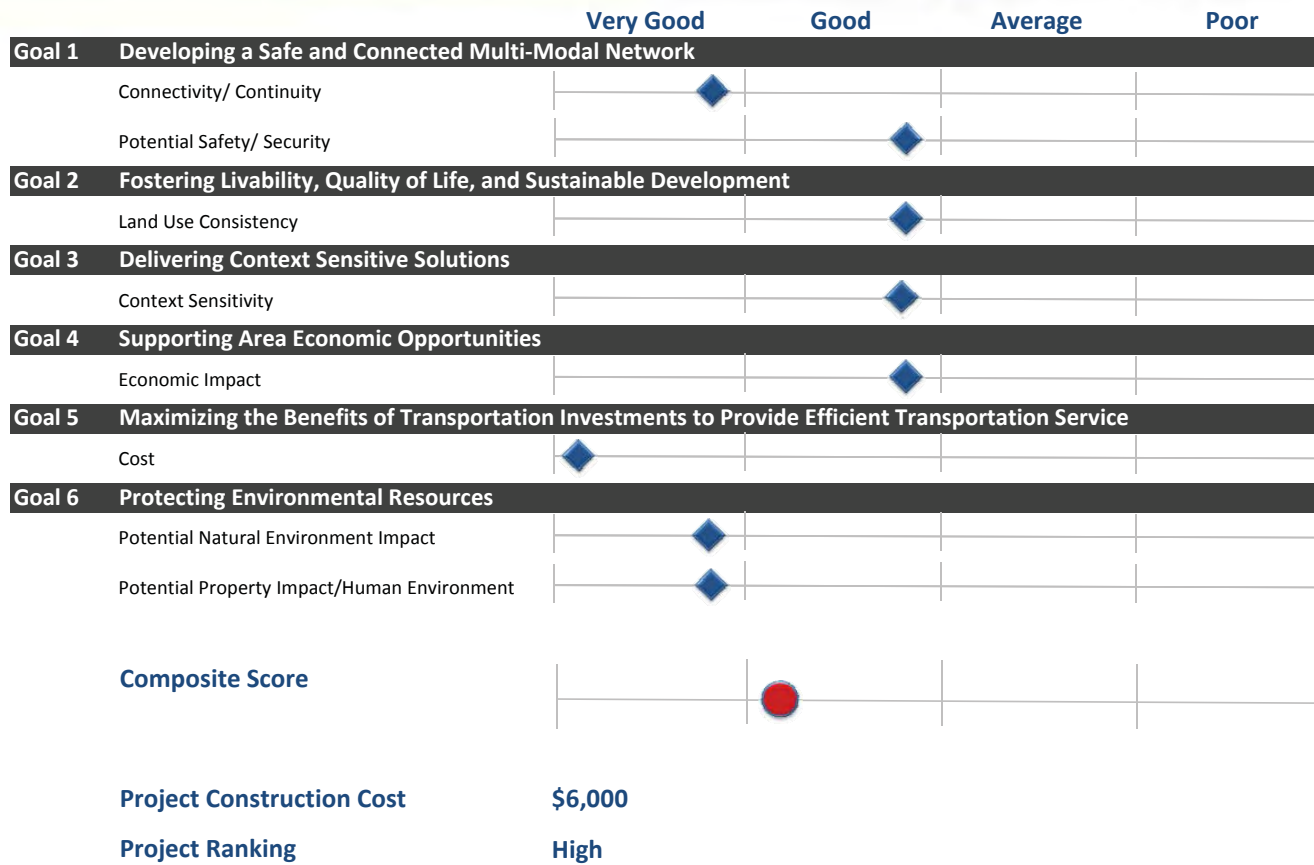 Very Good Good Average Poor
Goal 1 Developing a Safe and Connected Multi-Modal Network
Connectivity/ Continuity
Potential Safety/ Security
Goal 2 Fostering Livability, Quality of Life, and Sustainable Development
Land Use Consistency
Goal 3 Delivering Context Sensitive Solutions
Context Sensitivity
Goal 4 Supporting Area Economic Opportunities
Economic Impact
Goal 5 Maximizing the Benefits of Transportation Investments to Provide Efficient Transportation Service
Cost
Goal 6 Protecting Environmental Resources
Potential Natural Environment Impact
Potential Property Impact/Human Environment
Composite Score
Project Construction Cost $6,000
Project Ranking High